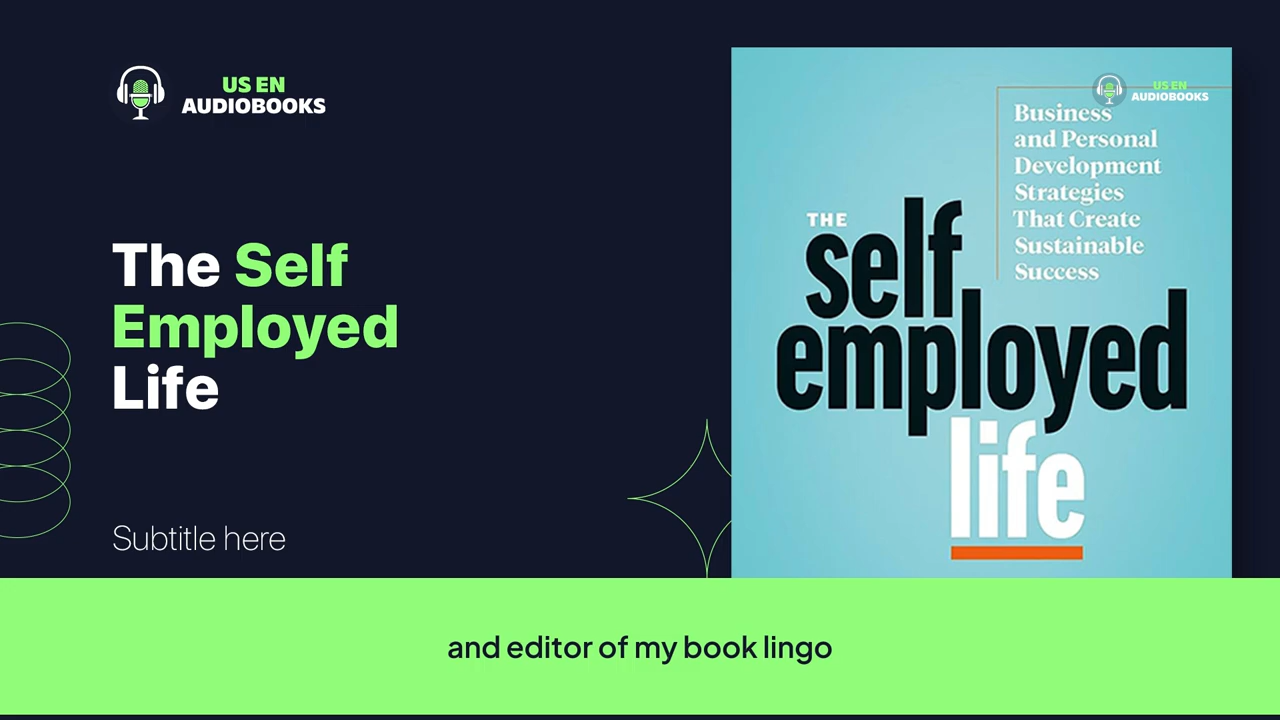 US EN
AUDIOBOOKS
The Self
Employed
Life
Subtitle here
US EN
AUDIOBOOKS
Business
and Personal
Development
Strategies
That Create
Sustainable
Success
THE
self
employed
life
and editor of my book lingo